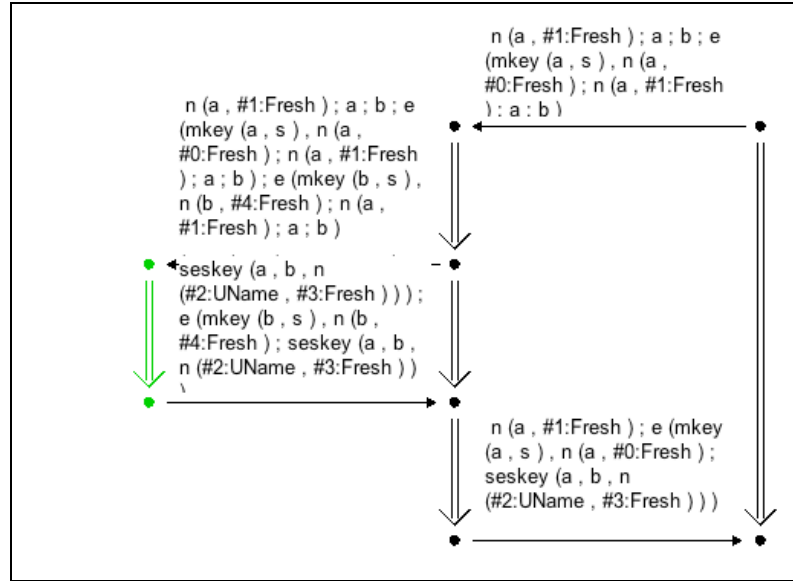 n (a , #1:Fresh ) ; a ; b ; e
(mkey (a , s ) , n (a ,
#0:Fresh ) ; n (a , #1:Fresh
) ; a ; b )
n (a , #1:Fresh ) ; a ; b ; e
(mkey (a , s ) , n (a ,
#0:Fresh ) ; n (a , #1:Fresh
) ; a ; b ) ; e (mkey (b , s ) ,
n (b , #4:Fresh ) ; n (a ,
#1:Fresh ) ; a ; b )
seskey (a , b , n
(#2:UName , #3:Fresh ) ) ) ;
e (mkey (b , s ) , n (b ,
#4:Fresh ) ; seskey (a , b ,
n (#2:UName , #3:Fresh ) )
)
n (a , #1:Fresh ) ; e (mkey
(a , s ) , n (a , #0:Fresh ) ;
seskey (a , b , n
(#2:UName , #3:Fresh ) ) )